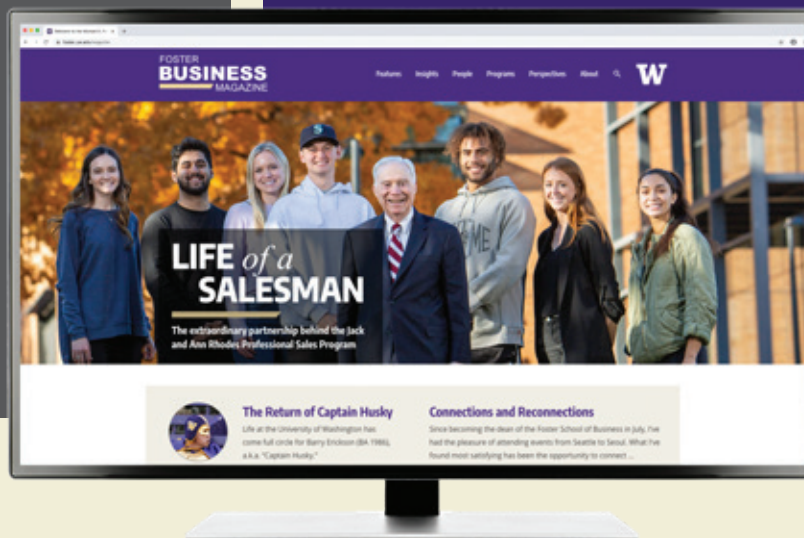 FOSTER
BUSINESS
MAGAZINE
Features Insights People Programs Perspectives About
W
LIFE of a
SALESMAN
The extraordinary partnership behind the Jack
and Ann Rhodes Professional Sales Program
The Return of Captain Husky
Life at the University of Washington has
come full circle for Barry Erickson (BA 1986),
a.k.a. "Captain Husky."
Connections and Reconnections
Since becoming the dean of the Foster School of Business in July, I've
had the pleasure of attending events from Seattle to Seoul. What I've
found most satisfying has been the opportunity to connect ...